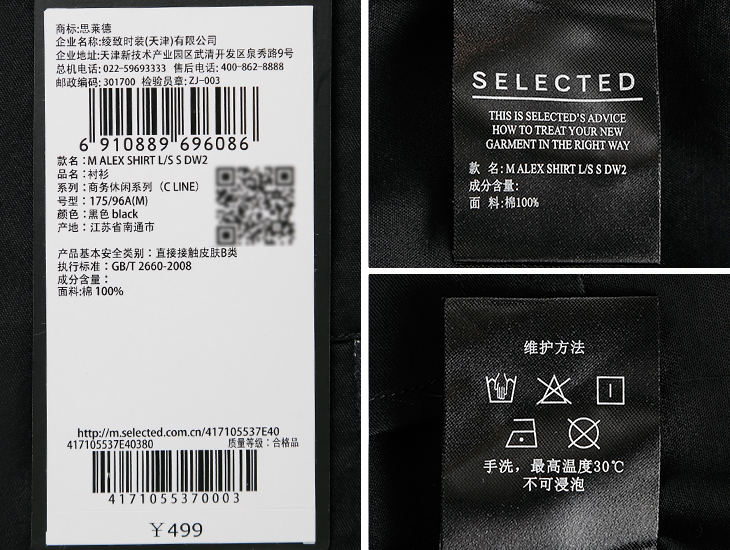 商标:思莱德
企业名称:绫致时装(天津)有限公司
企业地址:天津新技术产业园区武清开发区泉秀路9号
总机电话: 022-59693333 售后电话: 400-862-8888
邮政编码: 301700 检验员章: ZJ-003
6 910889 696086
款名:M ALEX SHIRT L/S S DW2
品名:衬衫
系列:商务休闲系列(C LINE)
号型:175/96A(M)
颜色:黑色 black
产地:江苏省南通市
产品基本安全类别:直接接触皮肤B类
执行标准:GB/T 2660-2008
成分含量:
面料:棉 100%
http://m.selected.com.cn/417105537E40
417105537E40380 质量等级:合格品
4171055370003
￥499
SELECTED
THIS IS SELECTED'S ADVICE
HOW TO TREAT YOUR NEW
GARMENT IN THE RIGHT WAY
款 名:M ALEX SHIRT L/S S DW2
成分含量:
面 料:棉100%
维护方法
手洗，最高温度30℃
不可浸泡